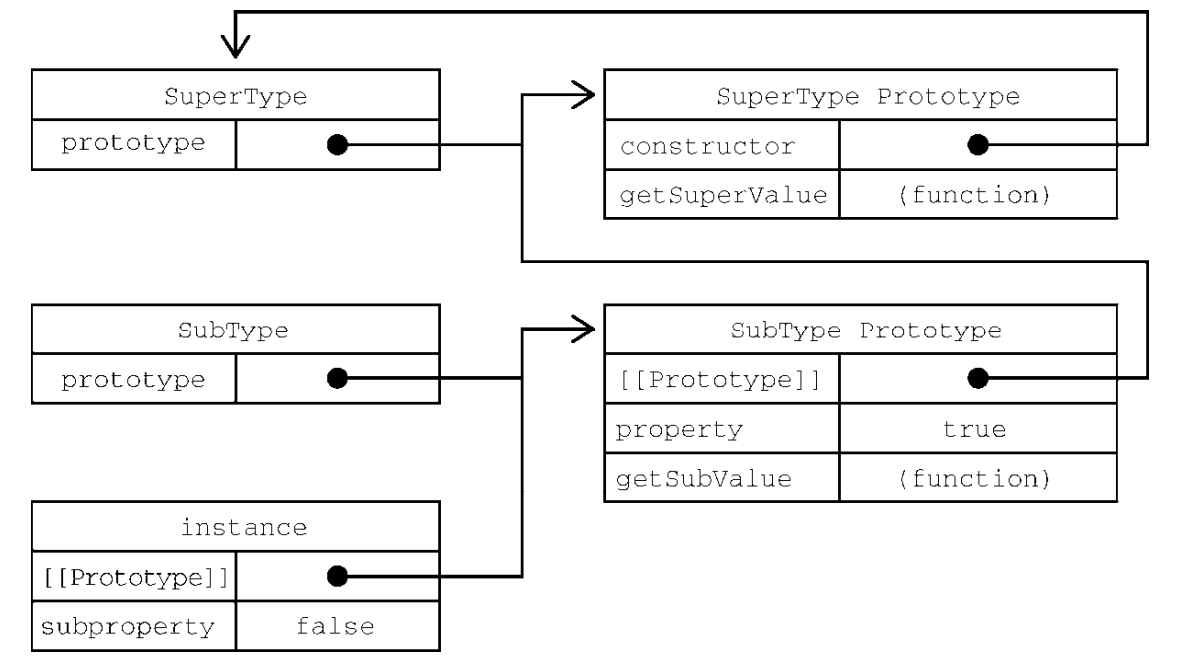 SuperType
prototype
SuperType Prototype
constructor
getSuperValue (function)
SubType
prototype
SubType Prototype
[[Prototype]]
property true
getSubValue (function)
instance
[[Prototype]]
subproperty false